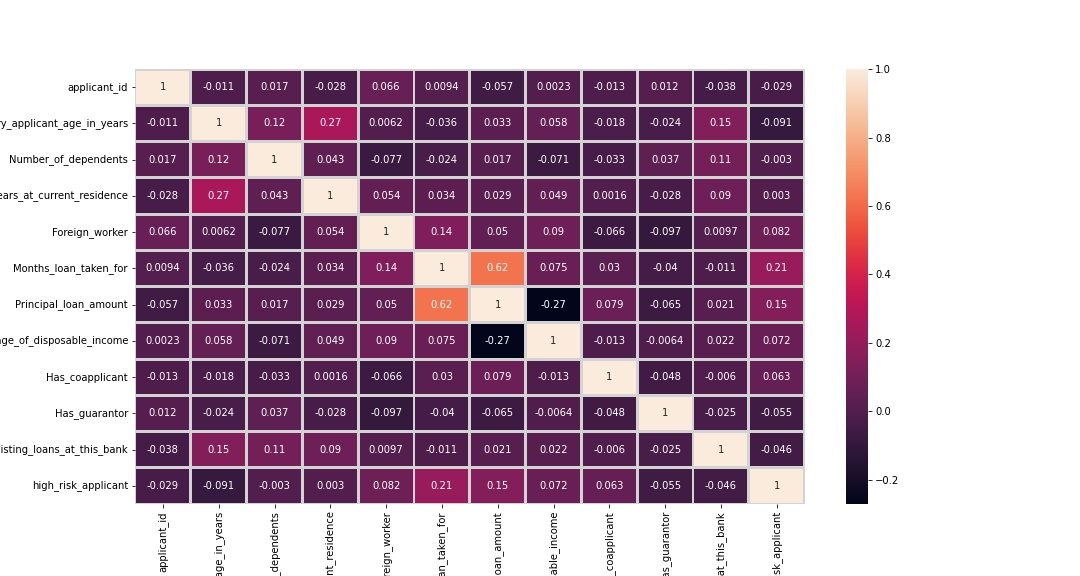 applicant_id 1 -0.011 0.017 -0.028 0.066 0.0094 -0.057 0.0023 -0.013 0.012 -0.038 -0.029
ry_applicant_age_in_years -0.011 1 0.12 0.27 0.0062 -0.036 0.033 0.058 -0.018 -0.024 0.15 -0.091
Number_of_dependents 0.017 0.12 1 0.043 -0.077 -0.024 0.017 -0.071 -0.033 0.037 0.11 -0.003
ears_at_current_residence -0.028 0.27 0.043 1 0.054 0.034 0.029 0.049 0.0016 -0.028 0.09 0.003
Foreign_worker 0.066 0.0062 -0.077 0.054 1 0.14 0.05 0.09 -0.066 -0.097 0.0097 0.082
Months_loan_taken_for 0.0094 -0.036 -0.024 0.034 0.14 1 0.62 0.075 0.03 -0.04 -0.011 0.21
Principal_loan_amount -0.057 0.033 0.017 0.029 0.05 0.62 1 -0.27 0.079 -0.065 0.021 0.15
ge_of_disposable_income 0.0023 0.058 -0.071 0.049 0.09 0.075 -0.27 1 -0.013 -0.0064 0.022 0.072
Has_coapplicant -0.013 -0.018 -0.033 0.0016 -0.066 0.03 0.079 -0.013 1 -0.048 -0.006 0.063
Has_guarantor 0.012 -0.024 0.037 -0.028 -0.097 -0.04 -0.065 -0.0064 -0.048 1 -0.025 -0.055
isting_loans_at_this_bank -0.038 0.15 0.11 0.09 0.0097 -0.011 0.021 0.022 -0.006 -0.025 1 -0.046
high_risk_applicant -0.029 -0.091 -0.003 0.003 0.082 0.21 0.15 0.072 0.063 -0.055 -0.046 1
applicant_id
age_in_years
_dependents
nt_residence
reign_worker
an_taken_for
oan_amount
able_income
_coapplicant
as_guarantor
at_this_bank
sk_applicant
1.0
0.8
0.6
0.4
0.2
0.0
−0.2